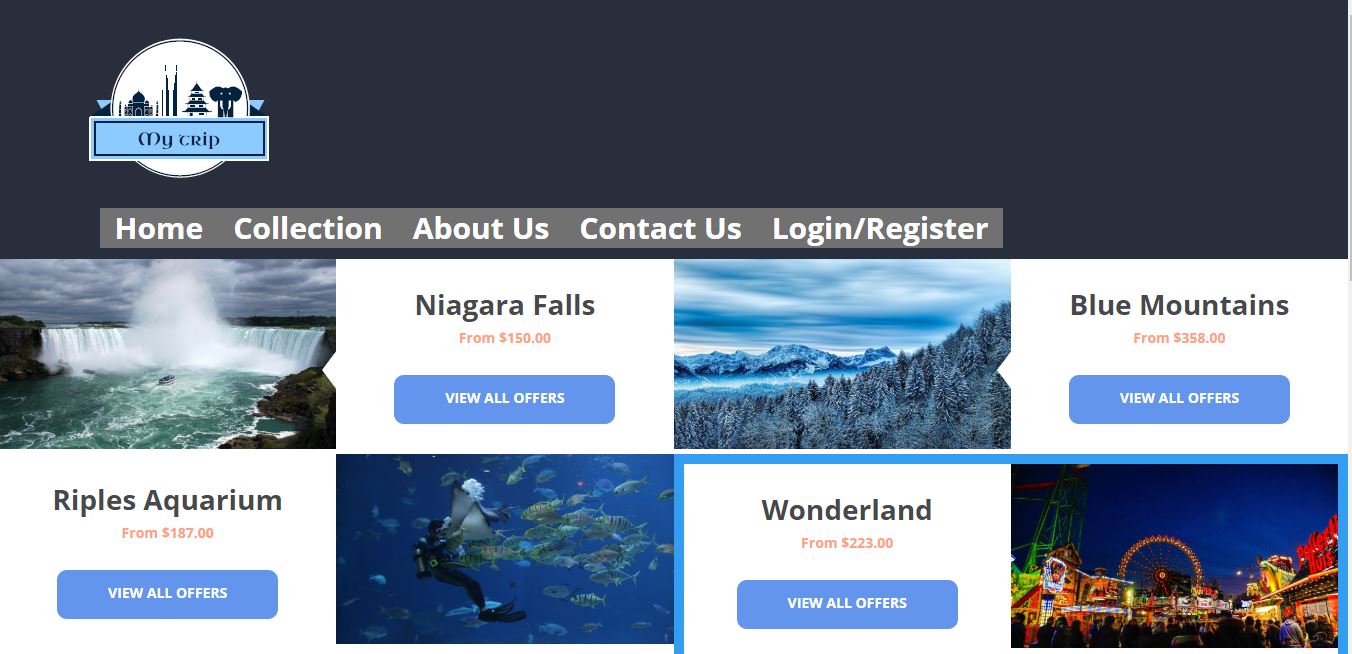 My trip
Home Collection About Us Contact Us Login/Register
Niagara Falls
From $150.00
VIEW ALL OFFERS
Blue Mountains
From $358.00
VIEW ALL OFFERS
Riples Aquarium
From $187.00
VIEW ALL OFFERS
Wonderland
From $223.00
VIEW ALL OFFERS